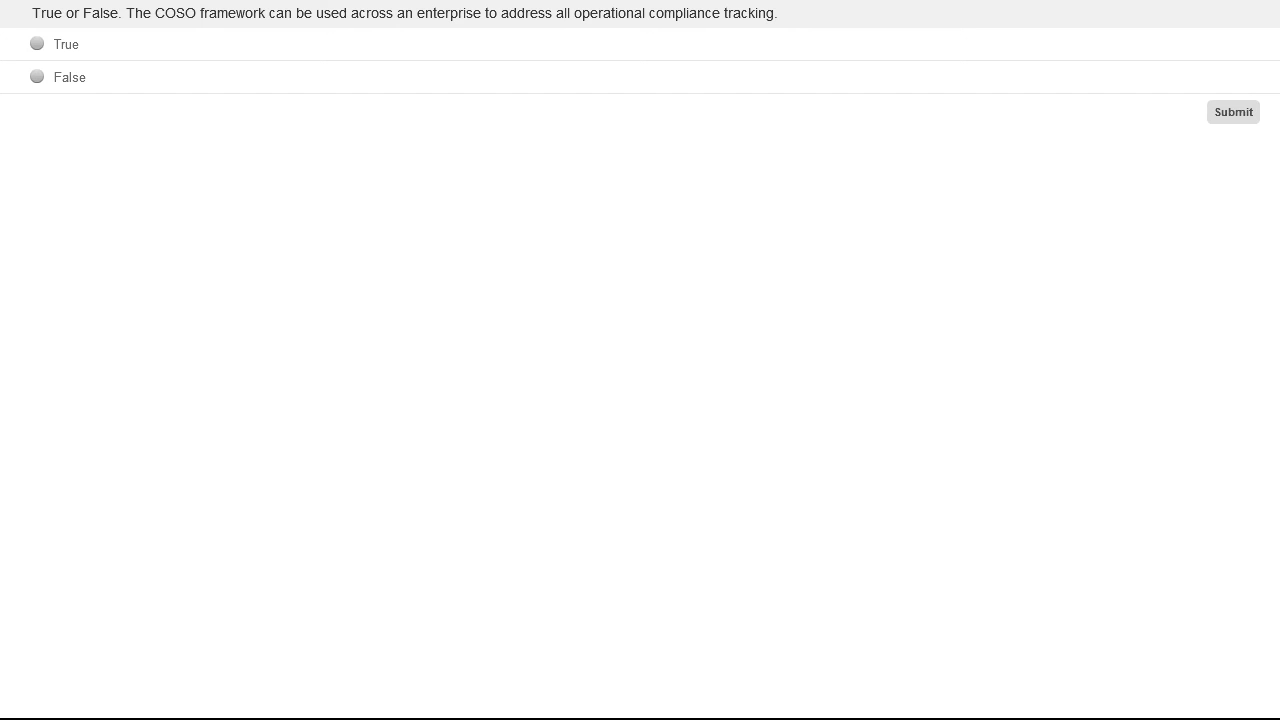 True or False. The COSO framework can be used across an enterprise to address all operational compliance tracking.
True
False
Submit